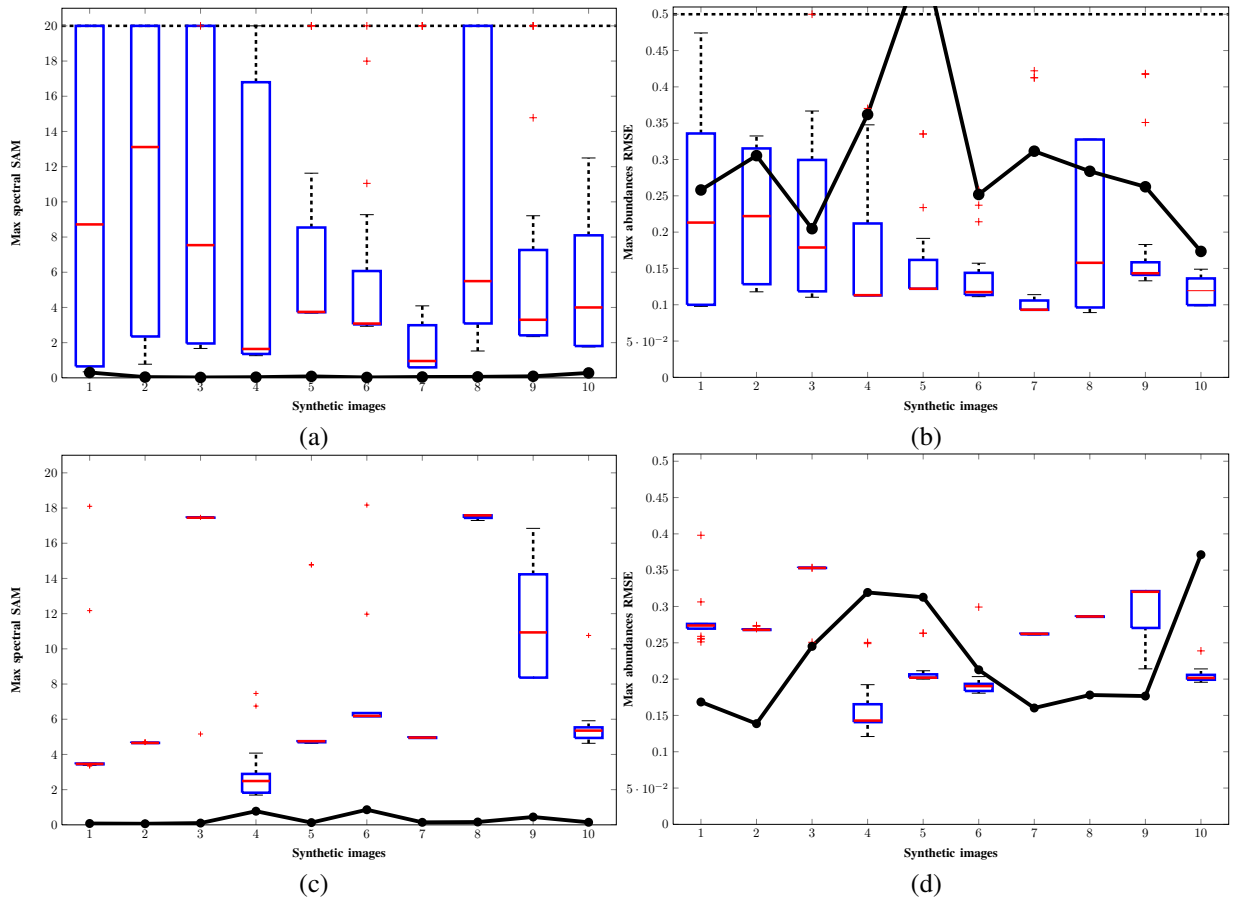 20
18
16
14
12
10
8
6
4
2
0
Max spectral SAM
1 2 3 4 5 6 7 8 9 10
Synthetic images
(a)
0.5
0.45
0.4
0.35
0.3
0.25
0.2
0.15
0.1
5 · 10⁻²
0
Max abundances RMSE
1 2 3 4 5 6 7 8 9 10
Synthetic images
(b)
20
18
16
14
12
10
8
6
4
2
0
Max spectral SAM
1 2 3 4 5 6 7 8 9 10
Synthetic images
(c)
0.5
0.45
0.4
0.35
0.3
0.25
0.2
0.15
0.1
5 · 10⁻²
0
Max abundances RMSE
1 2 3 4 5 6 7 8 9 10
Synthetic images
(d)